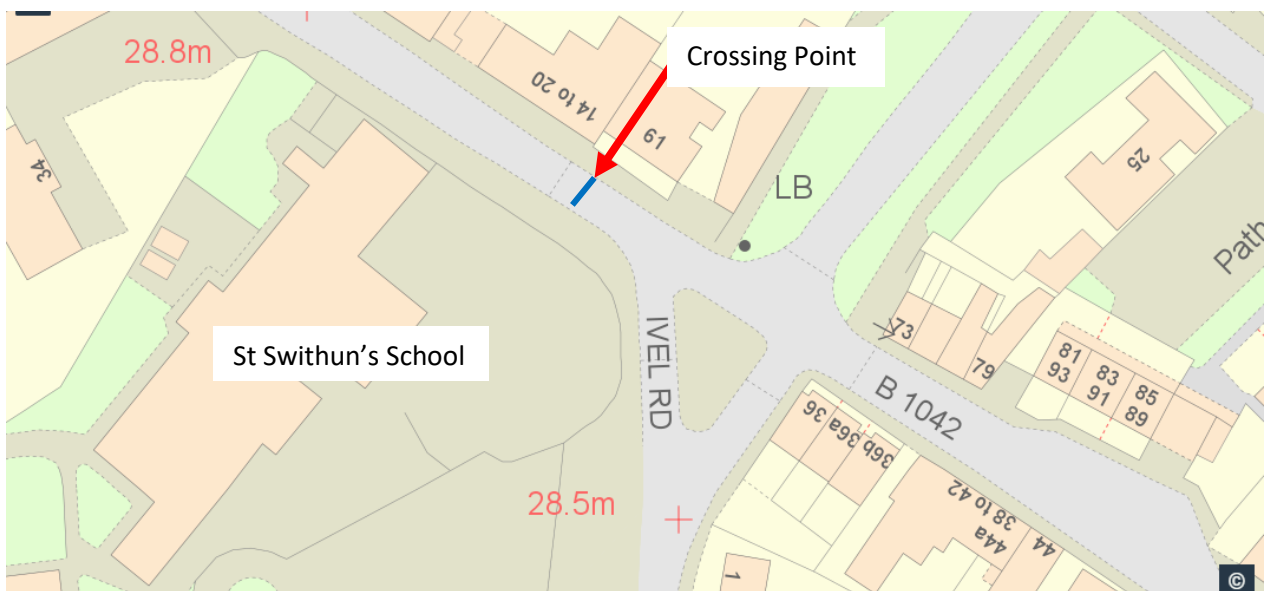 28.8m
Crossing Point
14 to 20
61
34
25
LB
Path
St Swithun's School
IVEL RD
73
79
81
93
83
91
85
89
B 1042
36
36a
36b
28.5m
38 to 42
44a
44
1
©